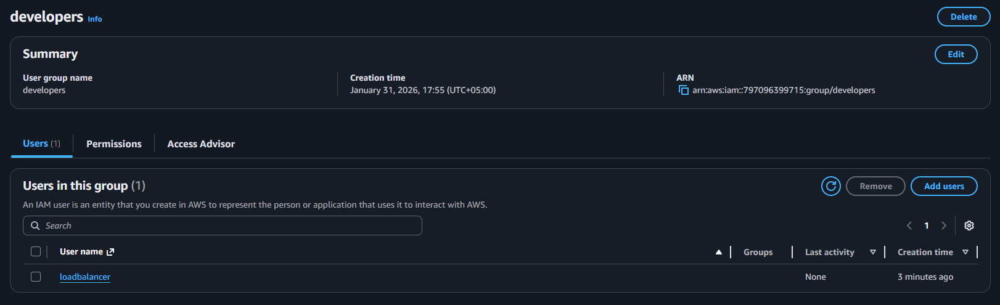 developers Info
Delete
Summary
Edit
User group name
developers
Creation time
January 31, 2026, 17:55 (UTC+05:00)
ARN
arn:aws:iam::797096399715:group/developers
Users (1)
Permissions
Access Advisor
Users in this group (1)
Remove
Add users
An IAM user is an entity that you create in AWS to represent the person or application that uses it to interact with AWS.
Search
1
User name
Groups
Last activity
Creation time
loadbalancer
None
3 minutes ago